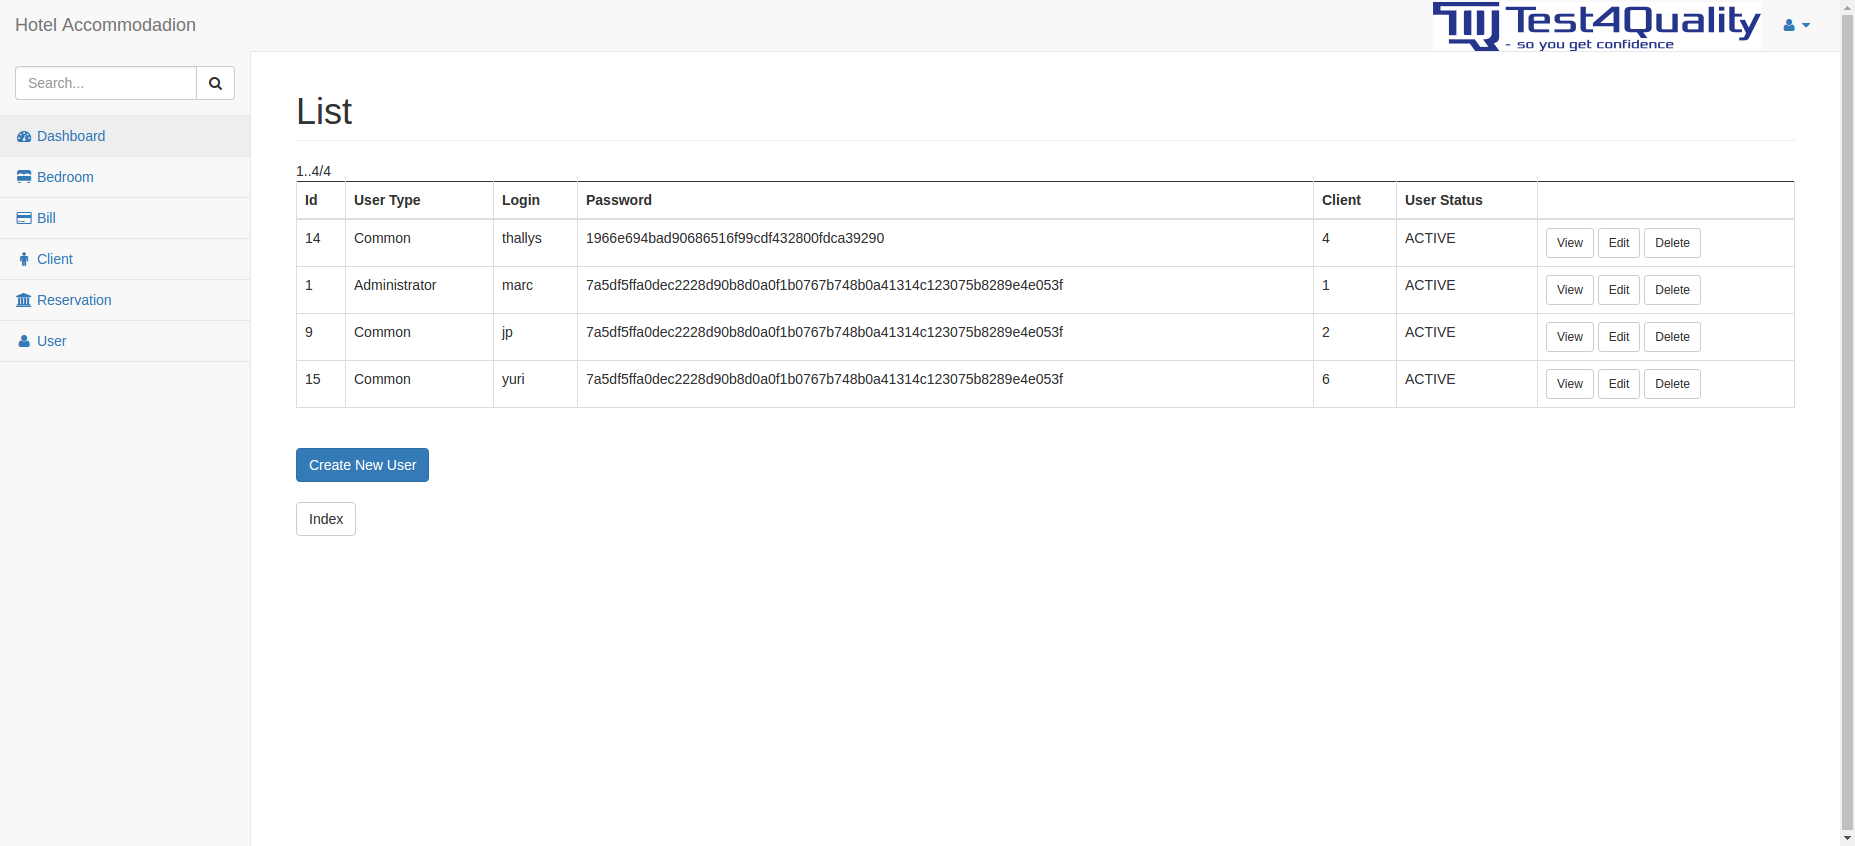 Hotel Accommodadion
Test4Quality
- so you get confidence
Search...
Dashboard
Bedroom
Bill
Client
Reservation
User
List
1..4/4
Id User Type Login Password Client User Status
14 Common thallys 1966e694bad90686516f99cdf432800fdca39290 4 ACTIVE View Edit Delete
1 Administrator marc 7a5df5ffa0dec2228d90b8d0a0f1b0767b748b0a41314c123075b8289e4e053f 1 ACTIVE View Edit Delete
9 Common jp 7a5df5ffa0dec2228d90b8d0a0f1b0767b748b0a41314c123075b8289e4e053f 2 ACTIVE View Edit Delete
15 Common yuri 7a5df5ffa0dec2228d90b8d0a0f1b0767b748b0a41314c123075b8289e4e053f 6 ACTIVE View Edit Delete
Create New User
Index